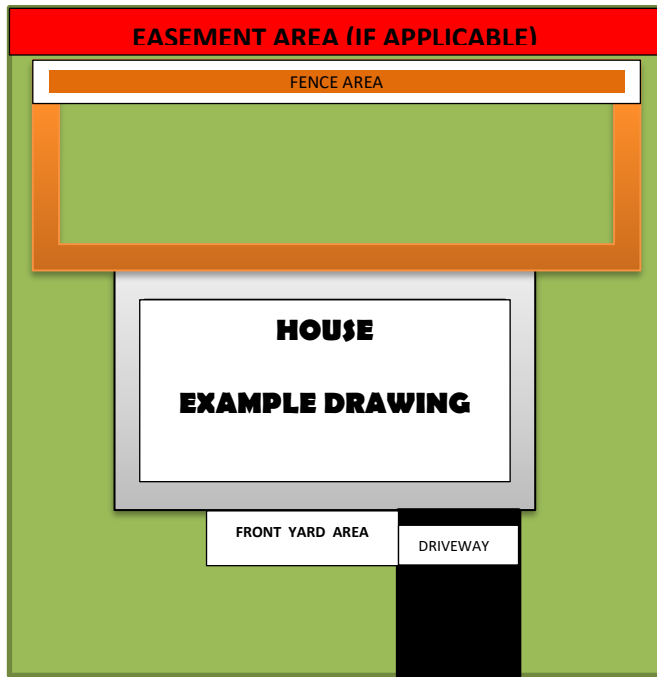 EASEMENT AREA (IF APPLICABLE)
FENCE AREA
HOUSE
EXAMPLE DRAWING
FRONT YARD AREA
DRIVEWAY